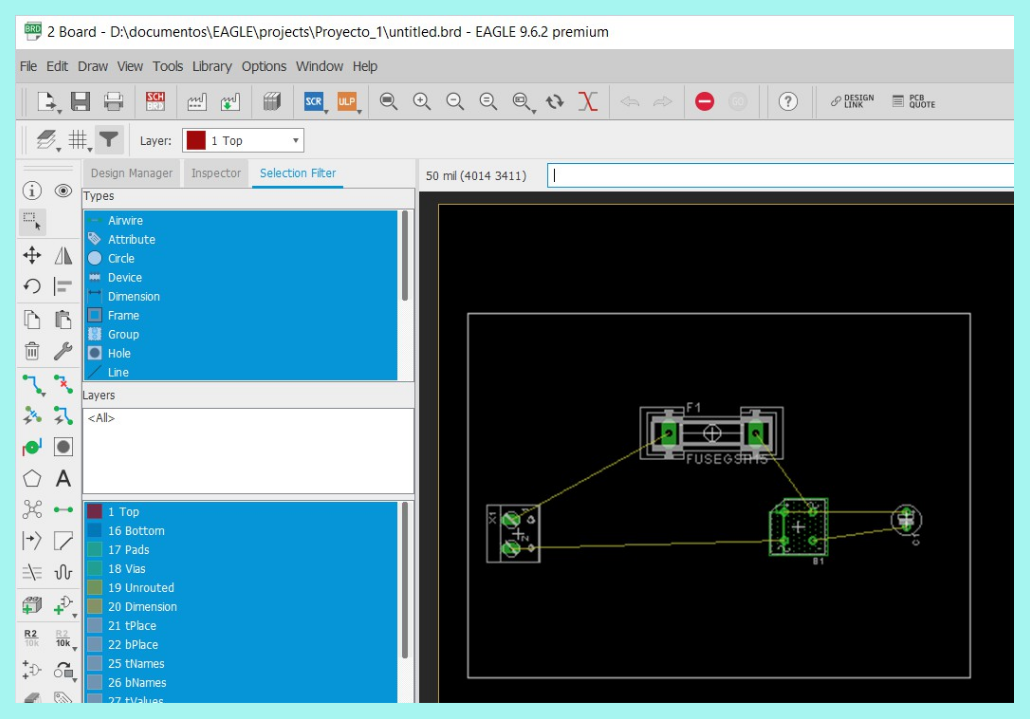 BRD 2 Board - D:\documentos\EAGLE\projects\Proyecto_1\untitled.brd - EAGLE 9.6.2 premium
File Edit Draw View Tools Library Options Window Help
SCH SCR ULP DESIGN LINK PCB QUOTE
Layer: 1 Top
Design Manager Inspector Selection Filter
50 mil (4014 3411)
Types
Airwire
Attribute
Circle
Device
Dimension
Frame
Group
Hole
Line
Layers
<All>
1 Top
16 Bottom
17 Pads
18 Vias
19 Unrouted
20 Dimension
21 tPlace
22 bPlace
25 tNames
26 bNames
27 tValues
A
R2 10k
R2 10k
F1
X1
1
2
B1
C1